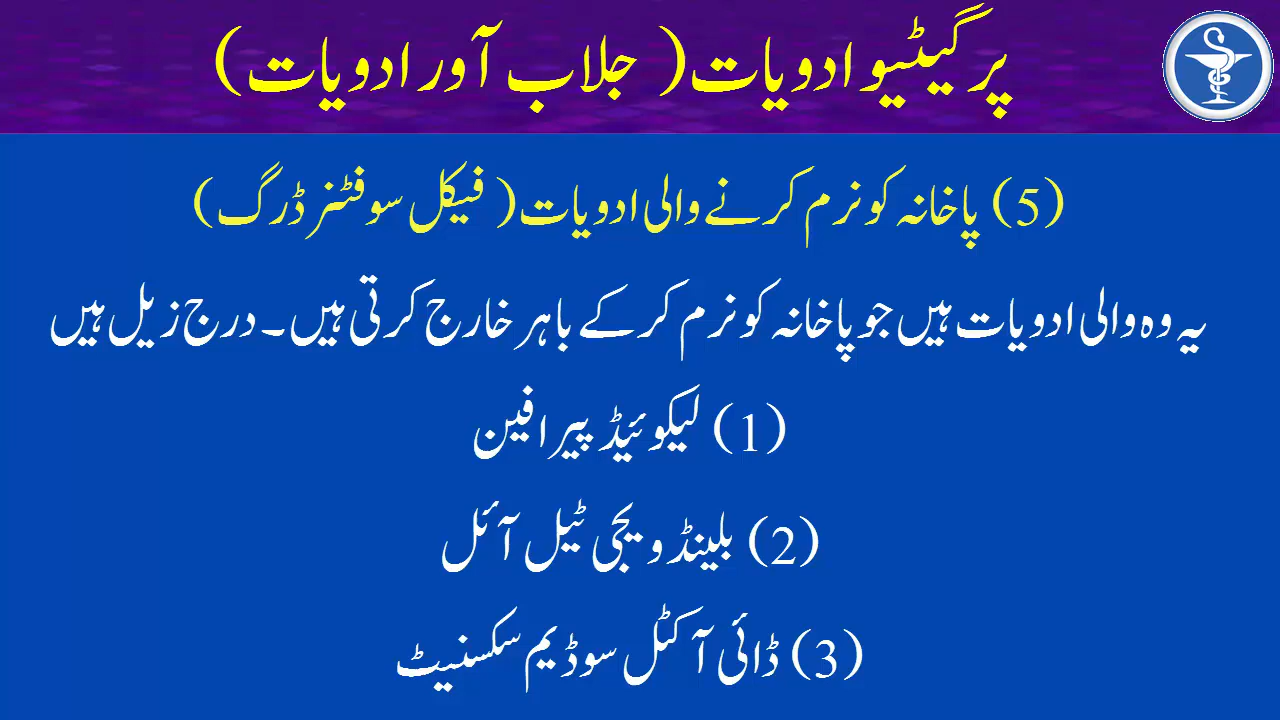 پرگیٹیو ادویات( جلاب آور ادویات)
(5) پاخانہ کو نرم کرنے والی ادویات( فیکل سوفٹنر ڈرگ)
یہ وہ والی ادویات ہیں جو پاخانہ کو نرم کر کے باہر خارج کرتی ہیں۔ درج زیل ہیں
(1) لیکوئیڈ پیرافین
(2) بلینڈ ویجی ٹیل آئل
(3) ڈائی آکٹل سوڈیم سکسنیٹ